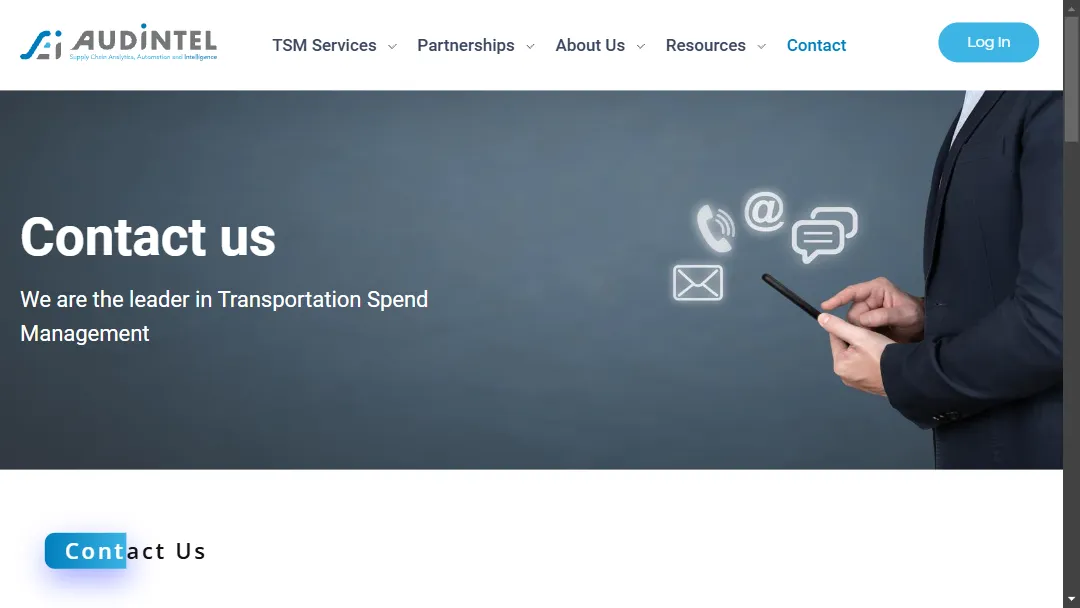 AUDINTEL
Supply Chain Analytics, Automation and Intelligence
TSM Services
Partnerships
About Us
Resources
Contact
Log In
Contact us
We are the leader in Transportation Spend
Management
Contact Us